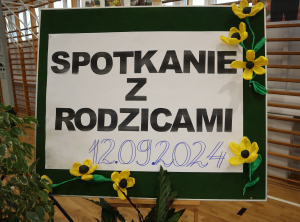 SPOTKANIE
Z
RODZICAMI
12.09.2024